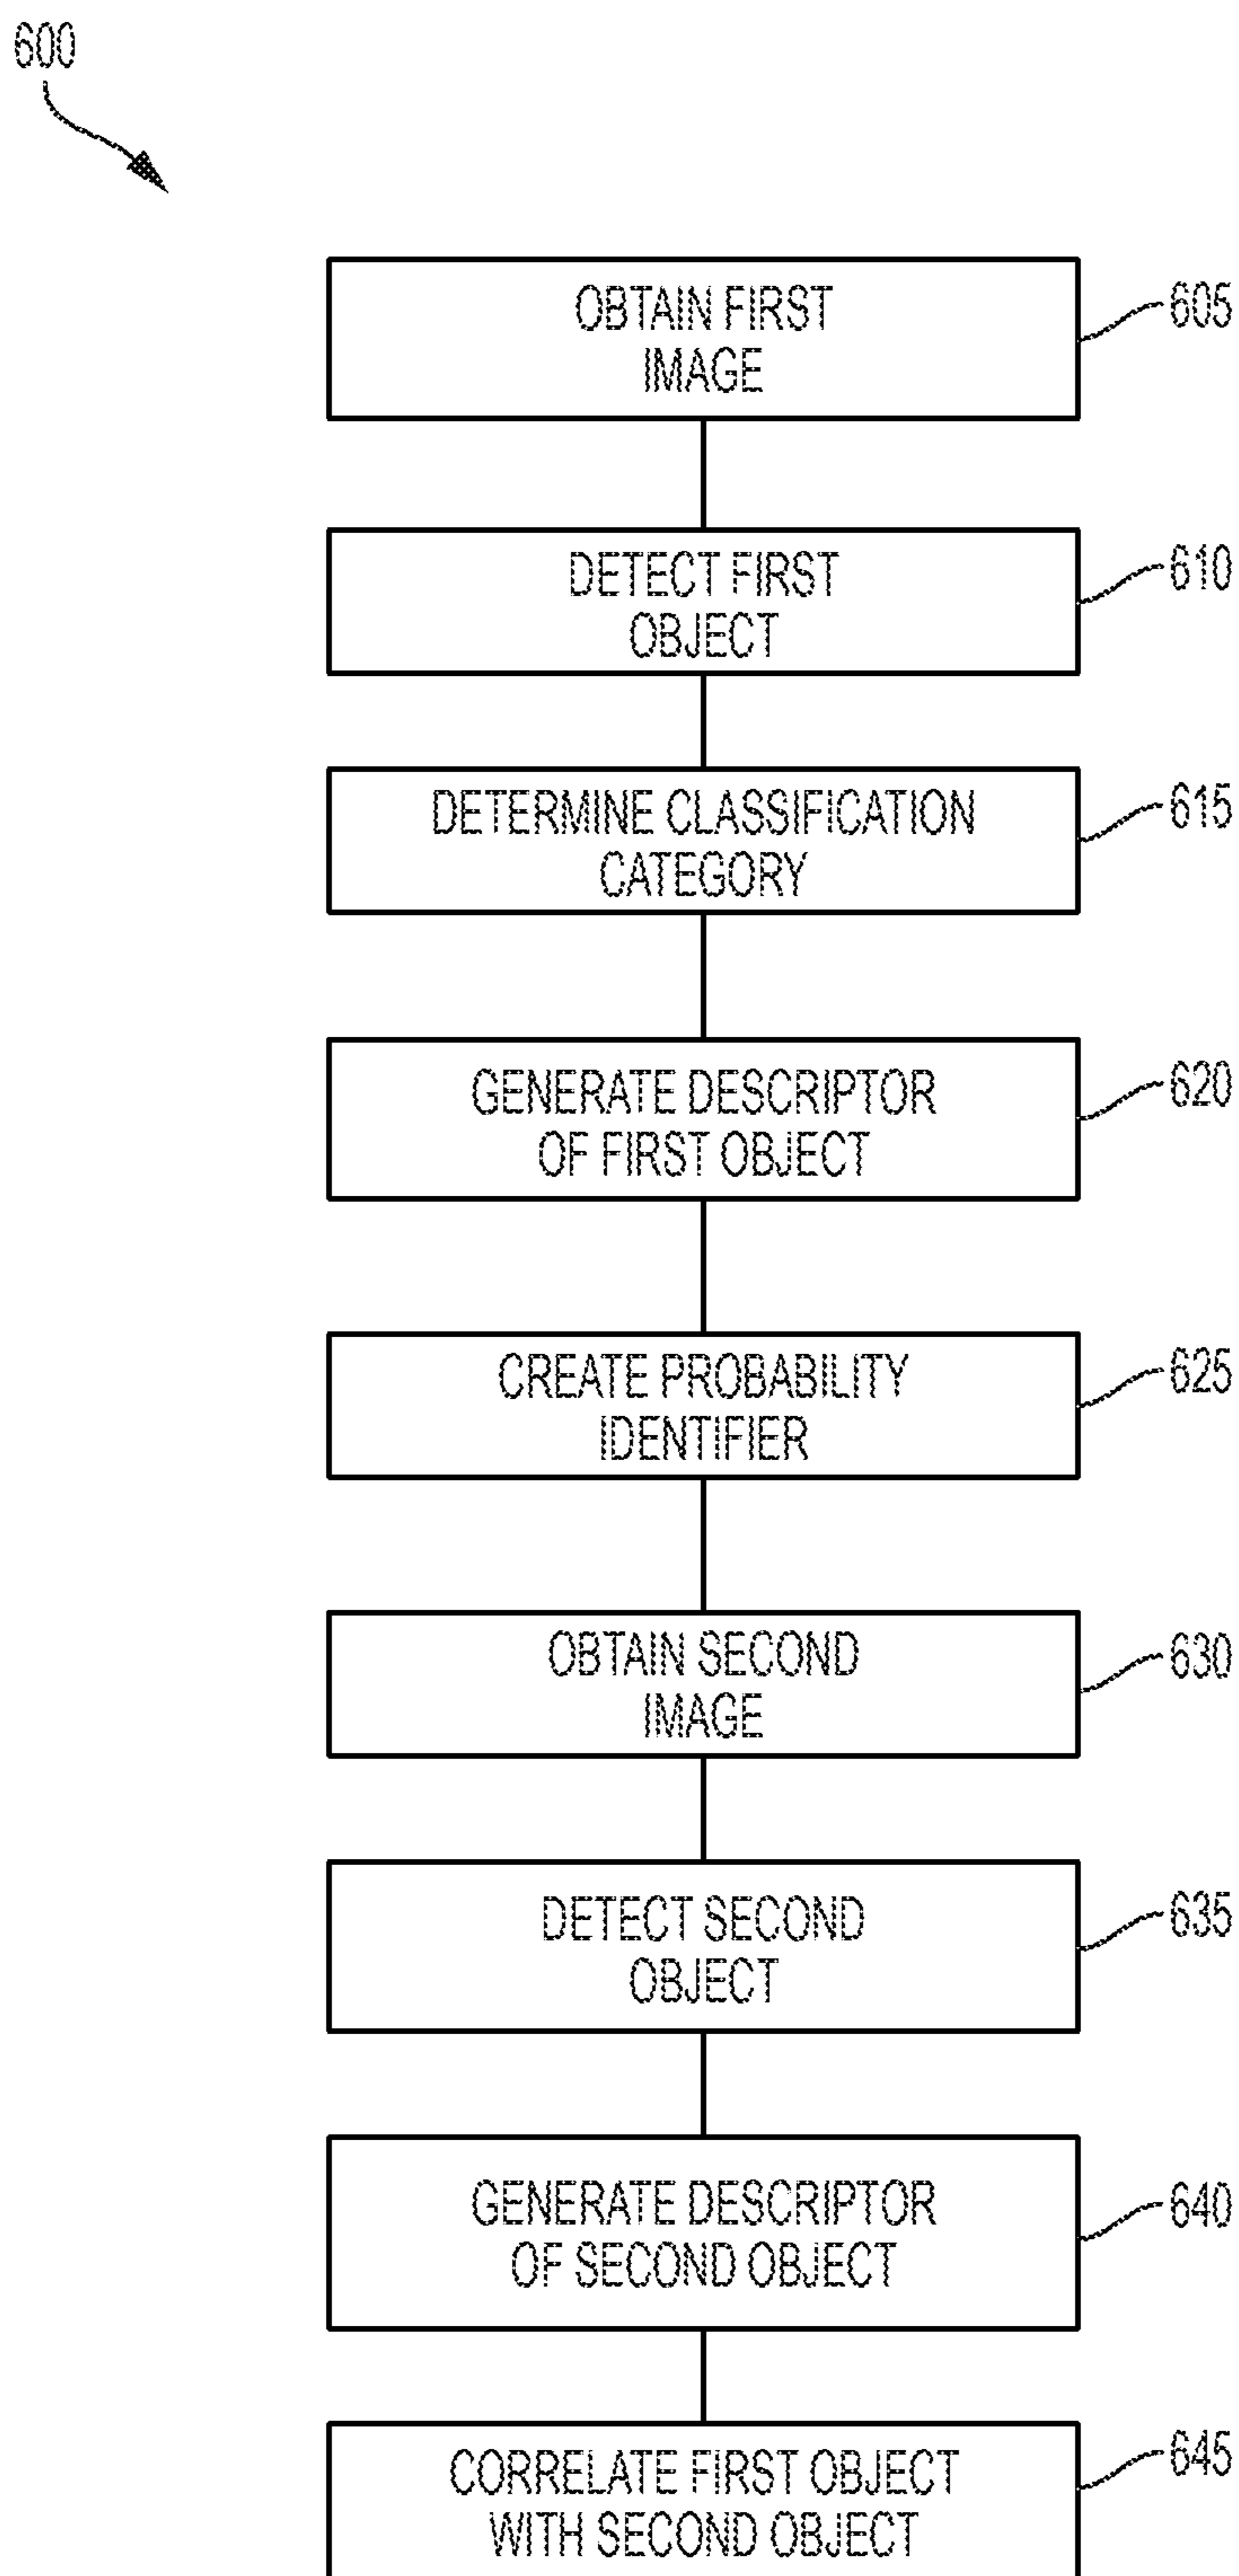 600
OBTAIN FIRST
IMAGE
605
DETECT FIRST
OBJECT
610
DETERMINE CLASSIFICATION
CATEGORY
615
GENERATE DESCRIPTOR
OF FIRST OBJECT
620
CREATE PROBABILITY
IDENTIFIER
625
OBTAIN SECOND
IMAGE
630
DETECT SECOND
OBJECT
635
GENERATE DESCRIPTOR
OF SECOND OBJECT
640
CORRELATE FIRST OBJECT
WITH SECOND OBJECT
645